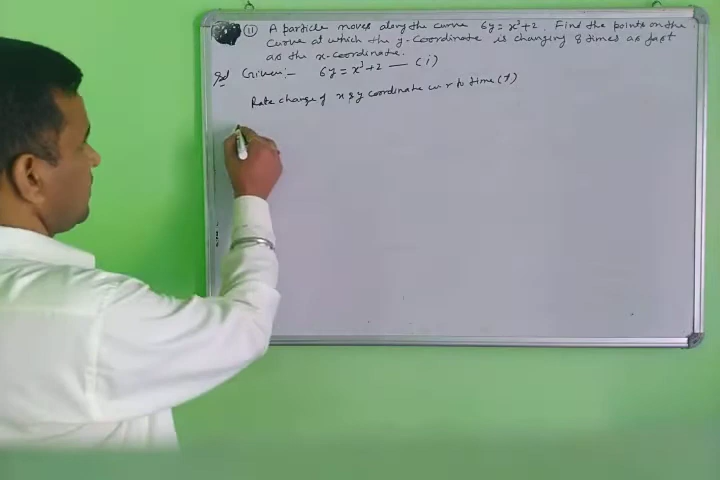 (11) A particle moves along the curve 6y = x³+2. Find the points on the
curve at which the y-coordinate is changing 8 times as fast
as the x-coordinate.
Sol Given:- 6y = x³+2 — (i)
Rate change of x & y coordinate w r to time (t)